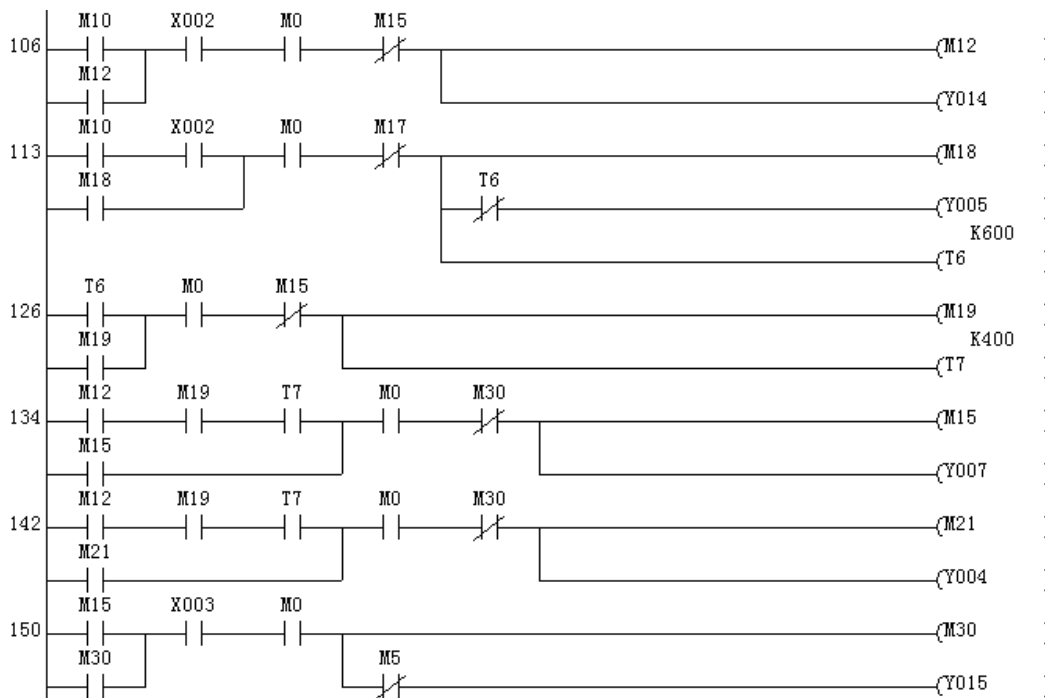 M10 X002 M0 M15
106 (M12
M12
(Y014
M10 X002 M0 M17
113 (M18
M18 T6
(Y005
K600
(T6
T6 M0 M15
126 (M19
M19 K400
(T7
M12 M19 T7 M0 M30
134 (M15
M15
(Y007
M12 M19 T7 M0 M30
142 (M21
M21
(Y004
M15 X003 M0
150 (M30
M30 M5
(Y015